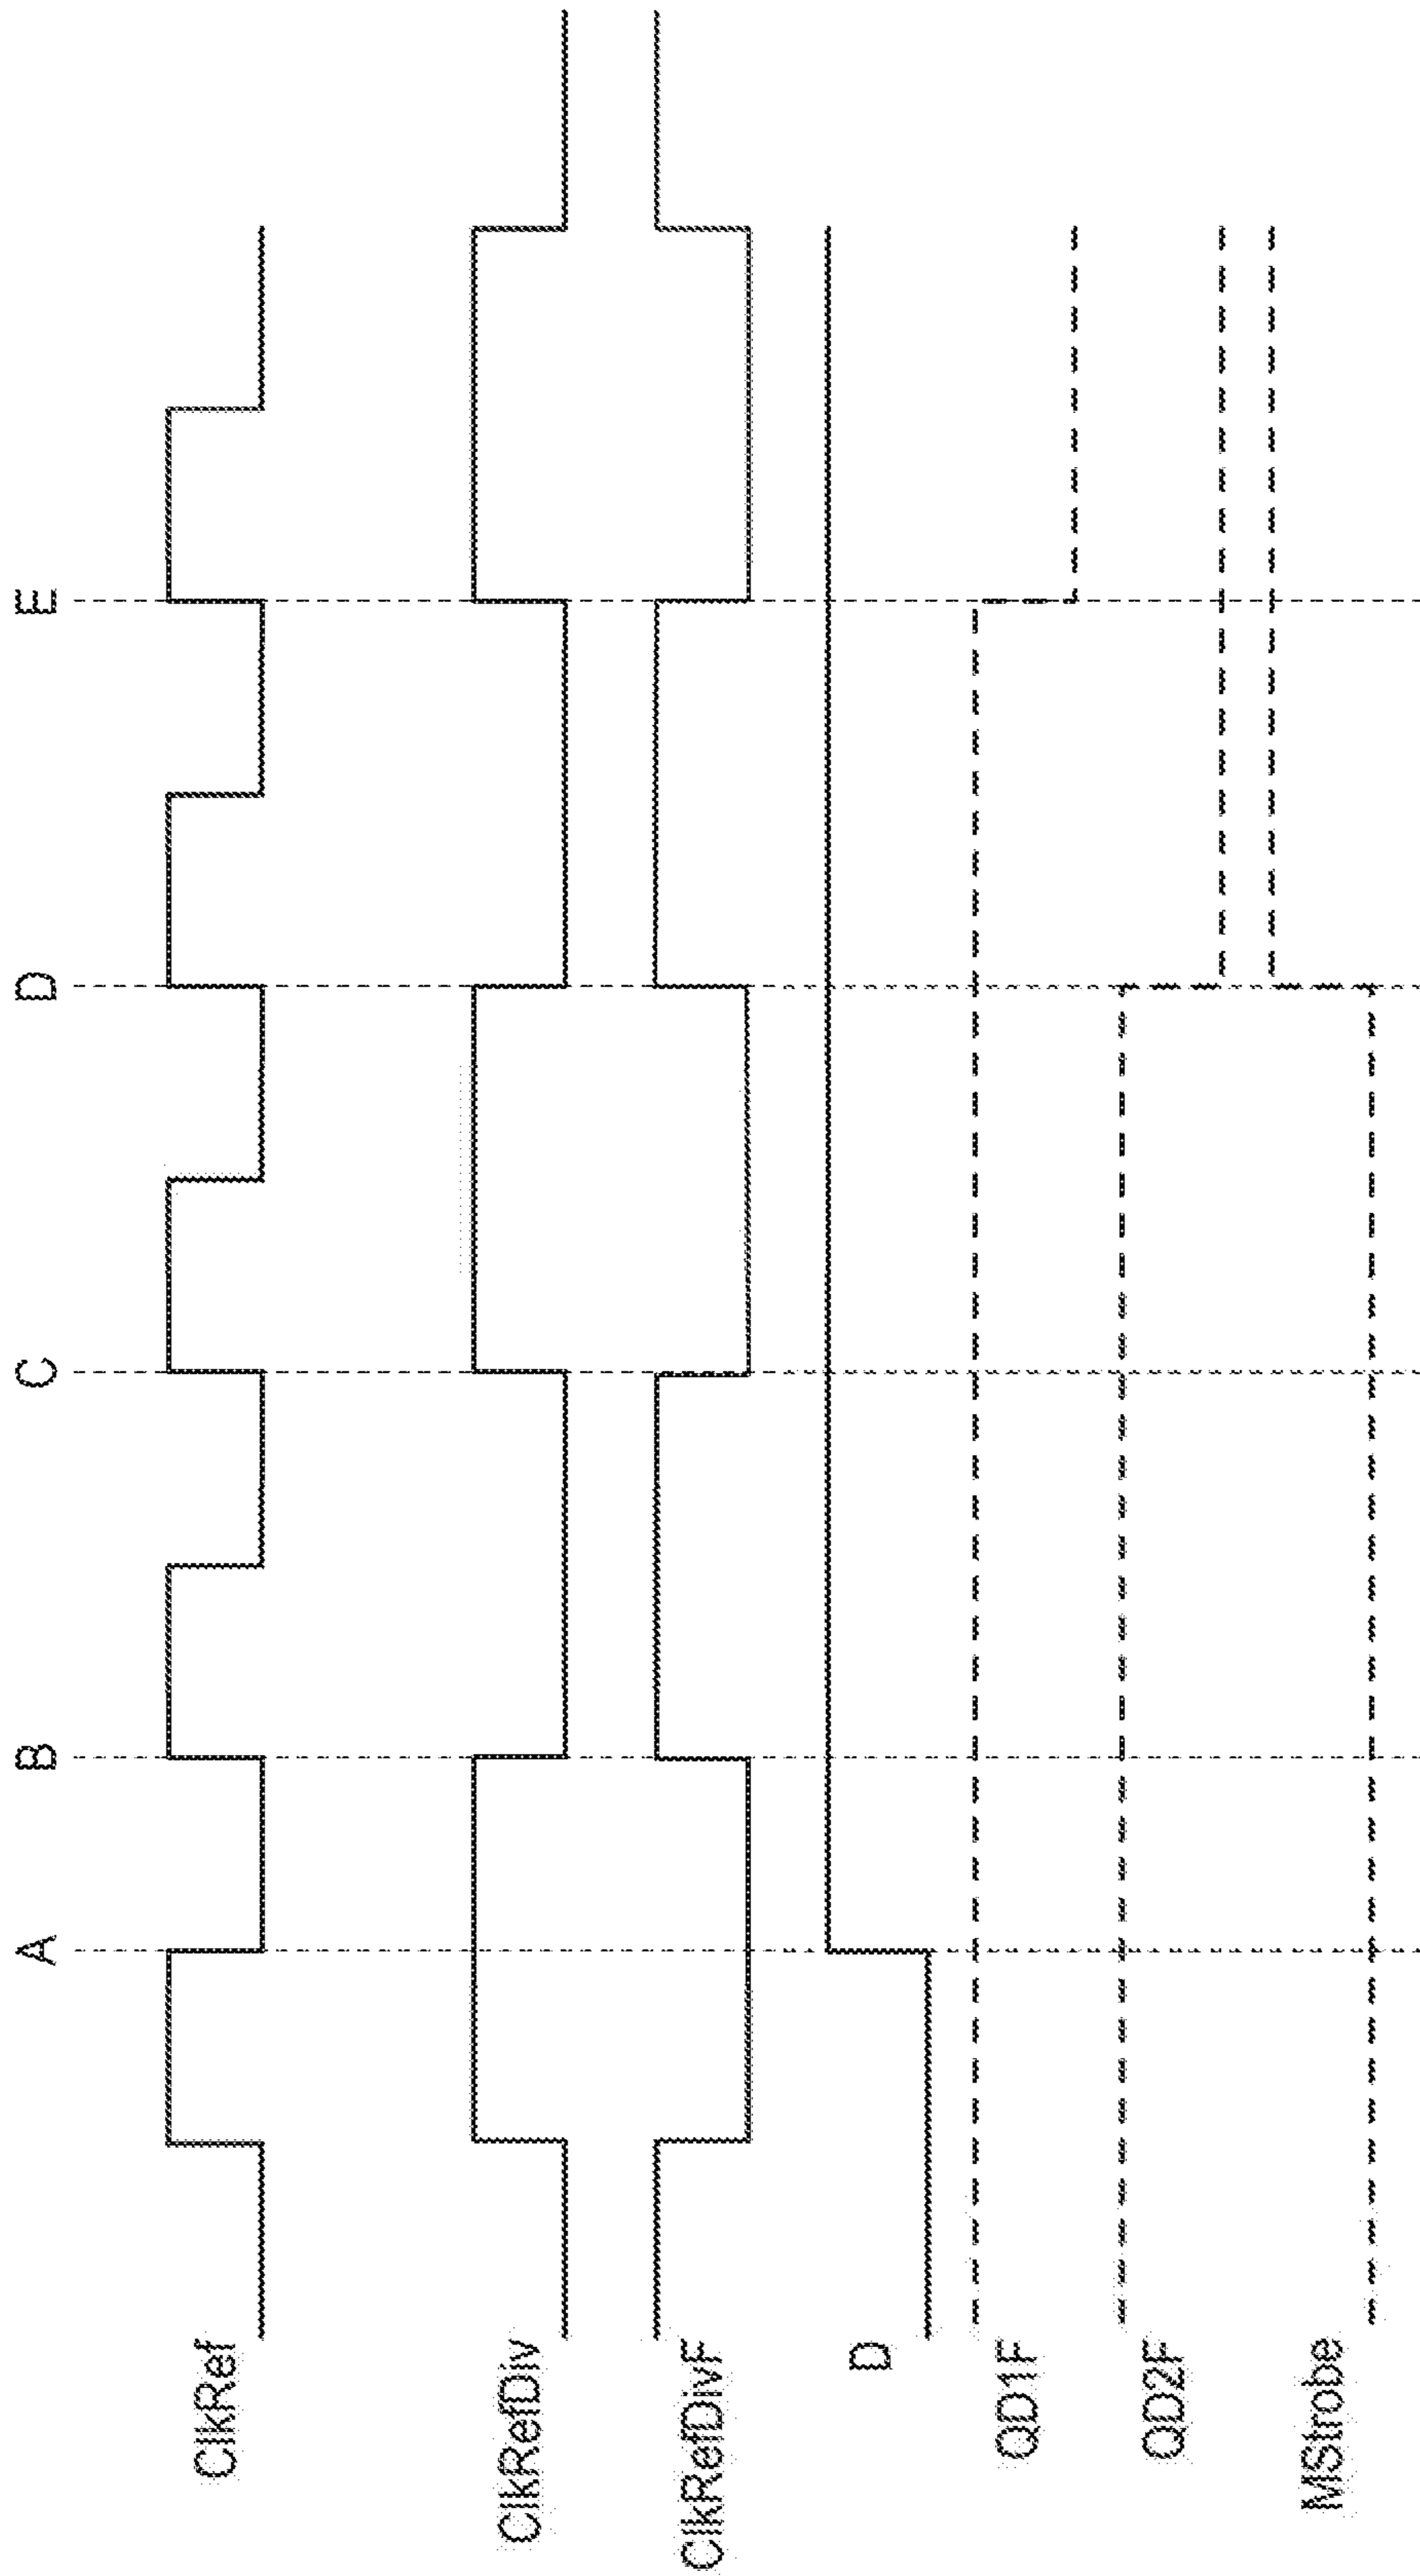 A B C D E
ClkRef
ClkRefDiv
ClkRefDivF
D
QD1F
QD2F
MStrobe